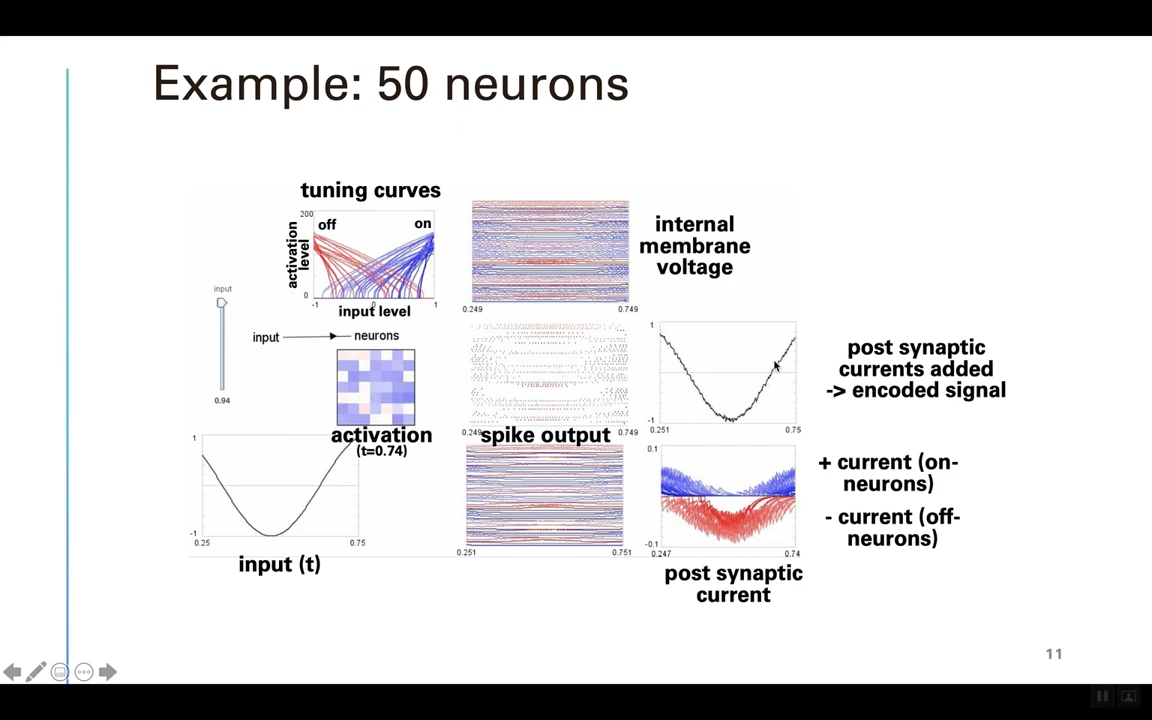 Example: 50 neurons
tuning curves
200
off
on
activation
level
0
-1
0
1
input level
internal
membrane
voltage
0.249
0.749
input
0.94
input
neurons
activation
(t=0.74)
0.249
0.749
spike output
1
-1
0.251
0.75
post synaptic
currents added
-> encoded signal
1
-1
0.25
0.75
input (t)
0.251
0.751
0.1
-0.1
0.247
0.74
post synaptic
current
+ current (on-
neurons)
- current (off-
neurons)
11